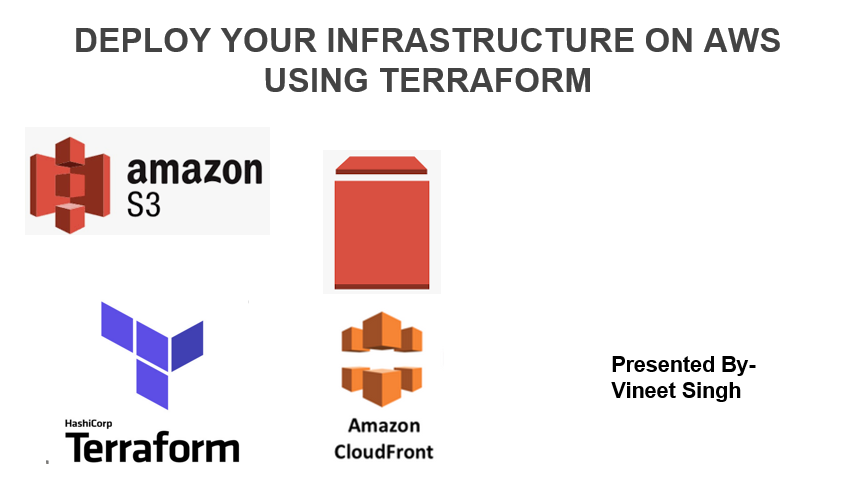 DEPLOY YOUR INFRASTRUCTURE ON AWS
USING TERRAFORM
amazon
S3
HashiCorp
Terraform
Amazon
CloudFront
Presented By-
Vineet Singh